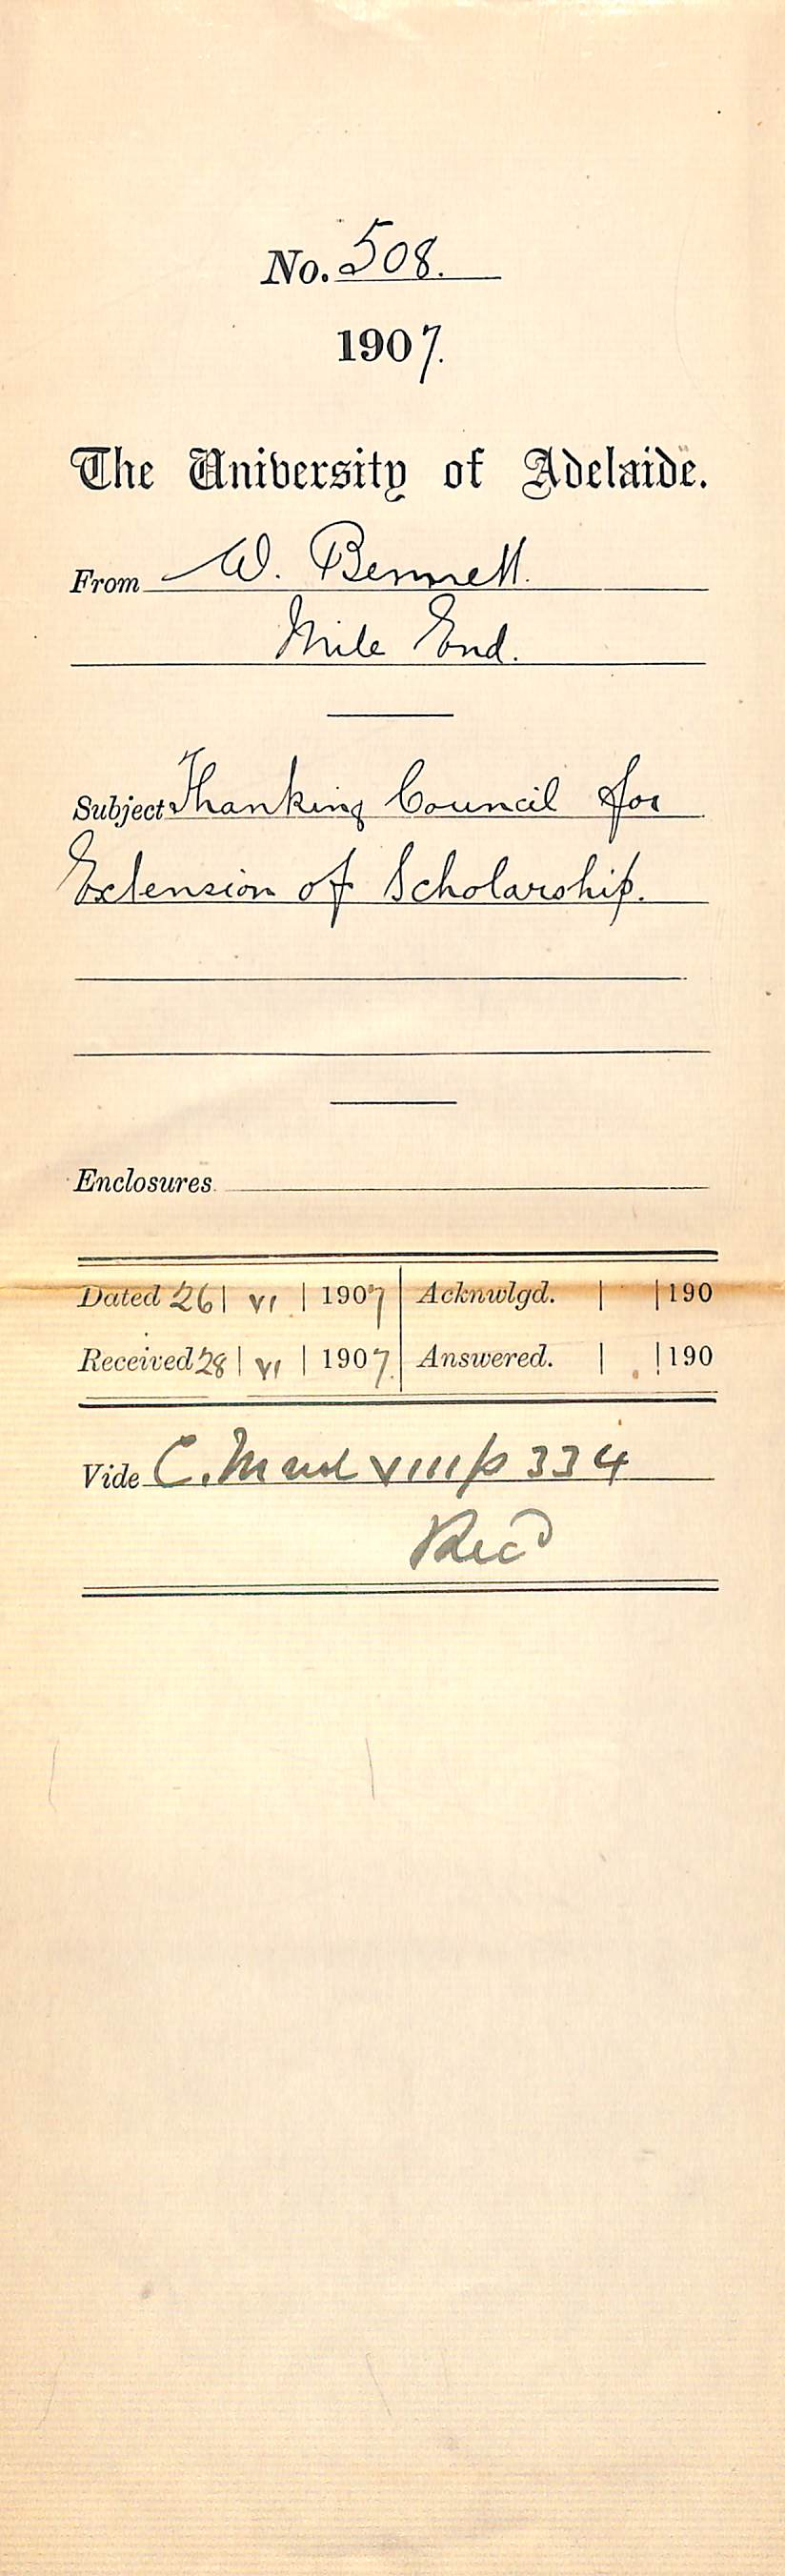 No. 508.
1907.
The University of Adelaide.
From W. Bennett.
Mile End.
Subject Thanking Council for
Extension of Scholarship.
Enclosures
Dated 26 | VI | 1907 | Acknwlgd. | | 190
Received 28 | VI | 1907. | Answered. | | 190
Vide C. M VIII p 334
Recd